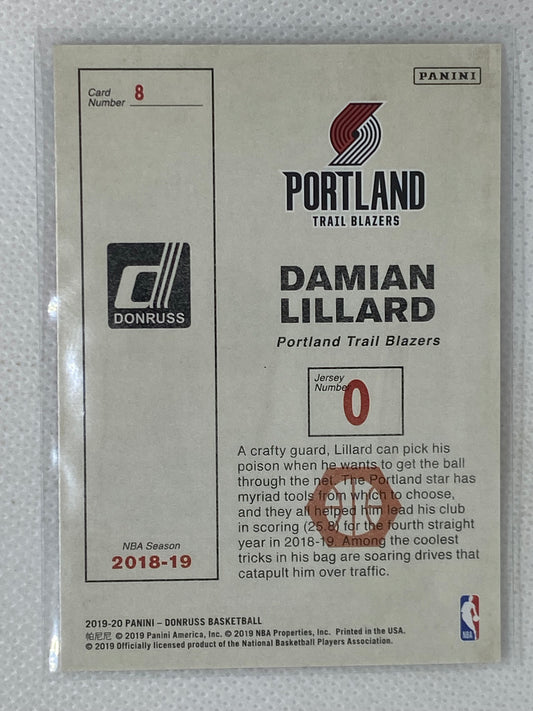 Card
Number 8
PANINI
PORTLAND
TRAIL BLAZERS
DONRUSS
DAMIAN
LILLARD
Portland Trail Blazers
Jersey
Number 0
A crafty guard, Lillard can pick his
poison when he wants to get the ball
through the net. The Portland star has
myriad tools from which to choose,
and they all helped him lead his club
in scoring (25.8) for the fourth straight
year in 2018-19. Among the coolest
tricks in his bag are soaring drives that
catapult him over traffic.
NBA Season
2018-19
2019-20 PANINI – DONRUSS BASKETBALL
帕尼尼 © 2019 Panini America, Inc. © 2019 NBA Properties, Inc. Printed in the USA.
© 2019 Officially licensed product of the National Basketball Players Association.
NBA